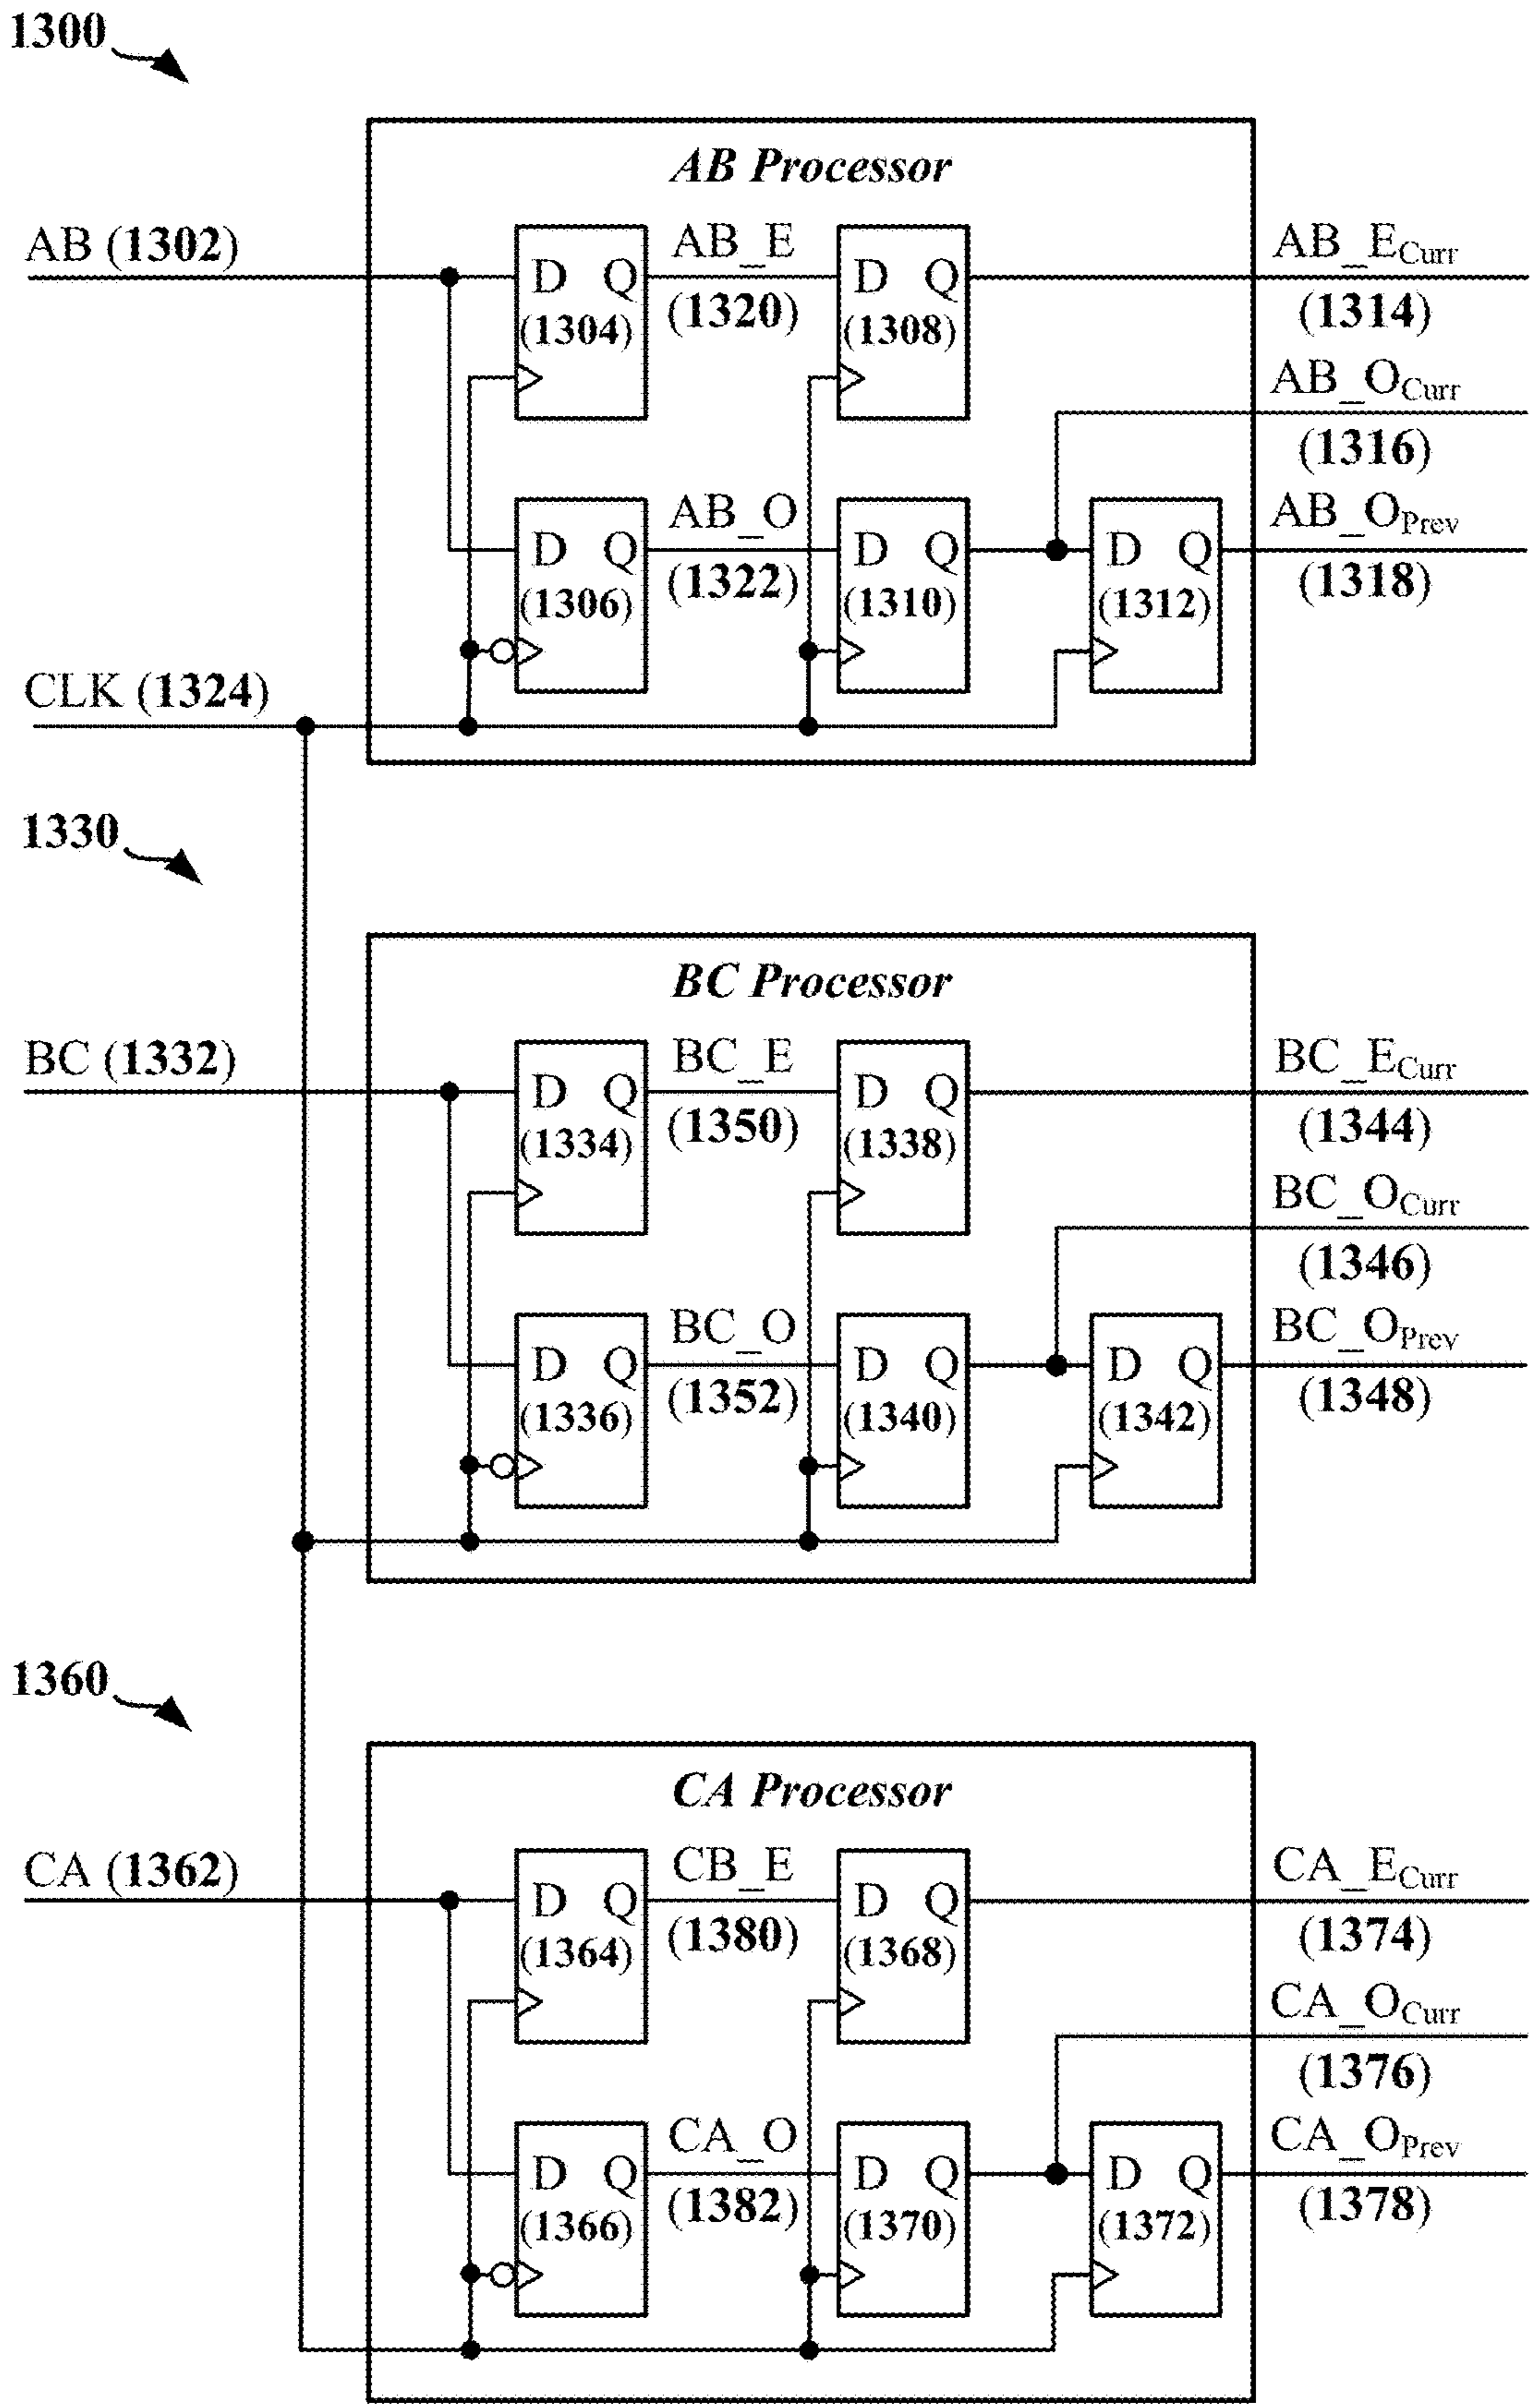 1300
AB Processor
AB (1302)
D Q
(1304)
AB_E
(1320)
D Q
(1308)
AB_ECurr
(1314)
AB_OCurr
(1316)
D Q
(1306)
AB_O
(1322)
D Q
(1310)
D Q
(1312)
AB_OPrev
(1318)
CLK (1324)
1330
BC Processor
BC (1332)
D Q
(1334)
BC_E
(1350)
D Q
(1338)
BC_ECurr
(1344)
BC_OCurr
(1346)
D Q
(1336)
BC_O
(1352)
D Q
(1340)
D Q
(1342)
BC_OPrev
(1348)
1360
CA Processor
CA (1362)
D Q
(1364)
CB_E
(1380)
D Q
(1368)
CA_ECurr
(1374)
CA_OCurr
(1376)
D Q
(1366)
CA_O
(1382)
D Q
(1370)
D Q
(1372)
CA_OPrev
(1378)